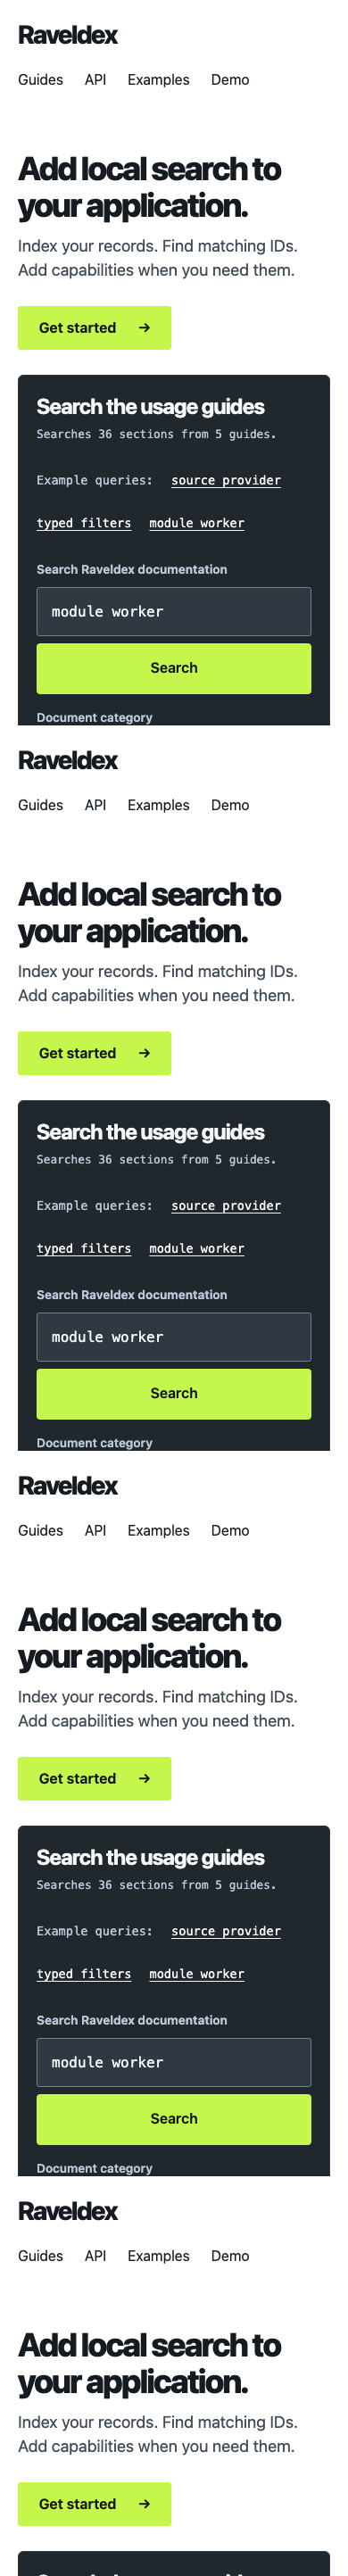 Raveldex
Guides API Examples Demo
Add local search to
your application.
Index your records. Find matching IDs.
Add capabilities when you need them.
Get started →
Search the usage guides
Searches 36 sections from 5 guides.
Example queries: source provider
typed filters module worker
Search Raveldex documentation
module worker
Search
Document category
Raveldex
Guides API Examples Demo
Add local search to
your application.
Index your records. Find matching IDs.
Add capabilities when you need them.
Get started →
Search the usage guides
Searches 36 sections from 5 guides.
Example queries: source provider
typed filters module worker
Search Raveldex documentation
module worker
Search
Document category
Raveldex
Guides API Examples Demo
Add local search to
your application.
Index your records. Find matching IDs.
Add capabilities when you need them.
Get started →
Search the usage guides
Searches 36 sections from 5 guides.
Example queries: source provider
typed filters module worker
Search Raveldex documentation
module worker
Search
Document category
Raveldex
Guides API Examples Demo
Add local search to
your application.
Index your records. Find matching IDs.
Add capabilities when you need them.
Get started →